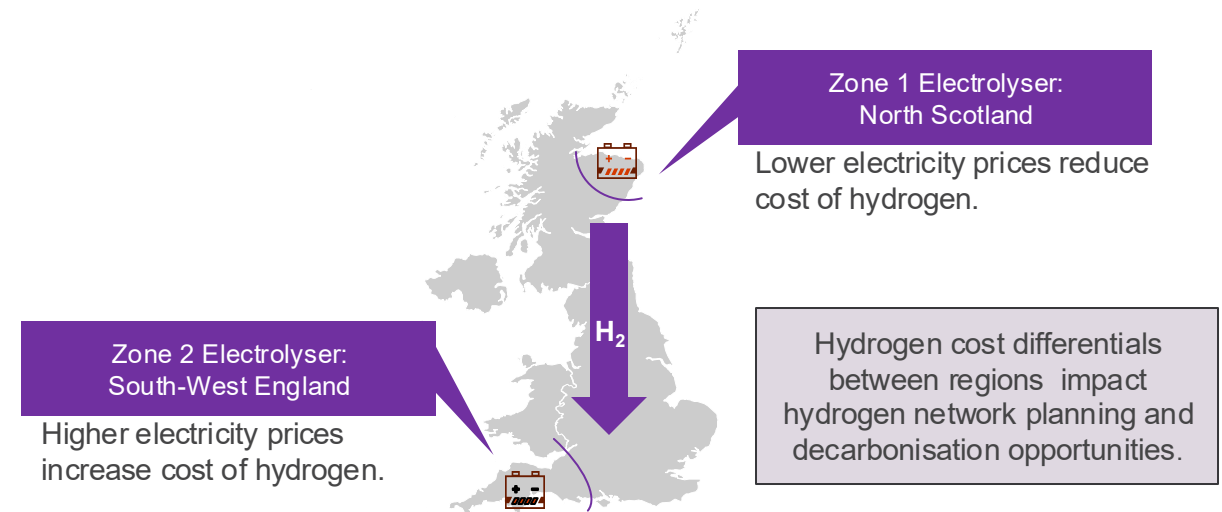 Zone 1 Electrolyser:
North Scotland
Lower electricity prices reduce
cost of hydrogen.
H₂
Zone 2 Electrolyser:
South-West England
Higher electricity prices
increase cost of hydrogen.
Hydrogen cost differentials
between regions  impact
hydrogen network planning and
decarbonisation opportunities.